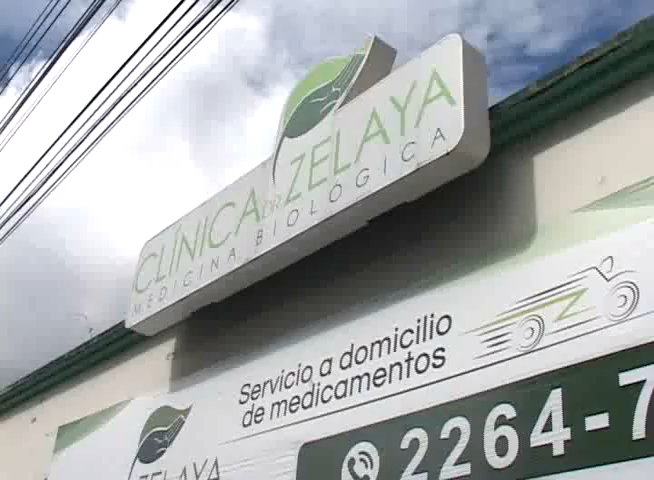 CLÍNICA DR. ZELAYA
MEDICINA BIOLÓGICA
Servicio a domicilio
de medicamentos
2264-7
ZELAYA